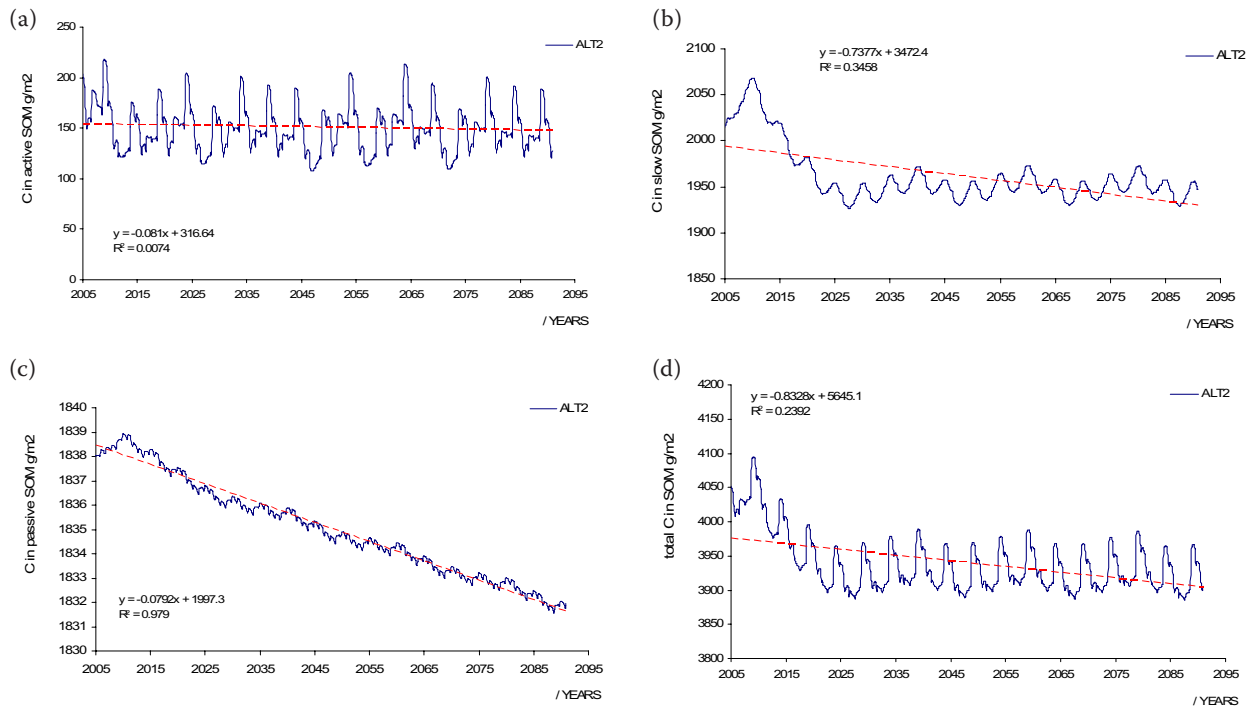 (a)
250
200
150
100
50
0
C in active SOM g/m2
ALT2
y = -0.081x + 316.64
R² = 0.0074
2005 2015 2025 2035 2045 2055 2065 2075 2085 2095
/ YEARS
(b)
2100
2050
2000
1950
1900
1850
C in slow SOM g/m2
y = -0.7377x + 3472.4
R² = 0.3458
ALT2
2005 2015 2025 2035 2045 2055 2065 2075 2085 2095
/ YEARS
(c)
1840
1839
1838
1837
1836
1835
1834
1833
1832
1831
1830
C in passive SOM g/m2
ALT2
y = -0.0792x + 1997.3
R² = 0.979
2005 2015 2025 2035 2045 2055 2065 2075 2085 2095
/ YEARS
(d)
4200
4150
4100
4050
4000
3950
3900
3850
3800
total C in SOM g/m2
y = -0.8328x + 5645.1
R² = 0.2392
ALT2
2005 2015 2025 2035 2045 2055 2065 2075 2085 2095
/ YEARS